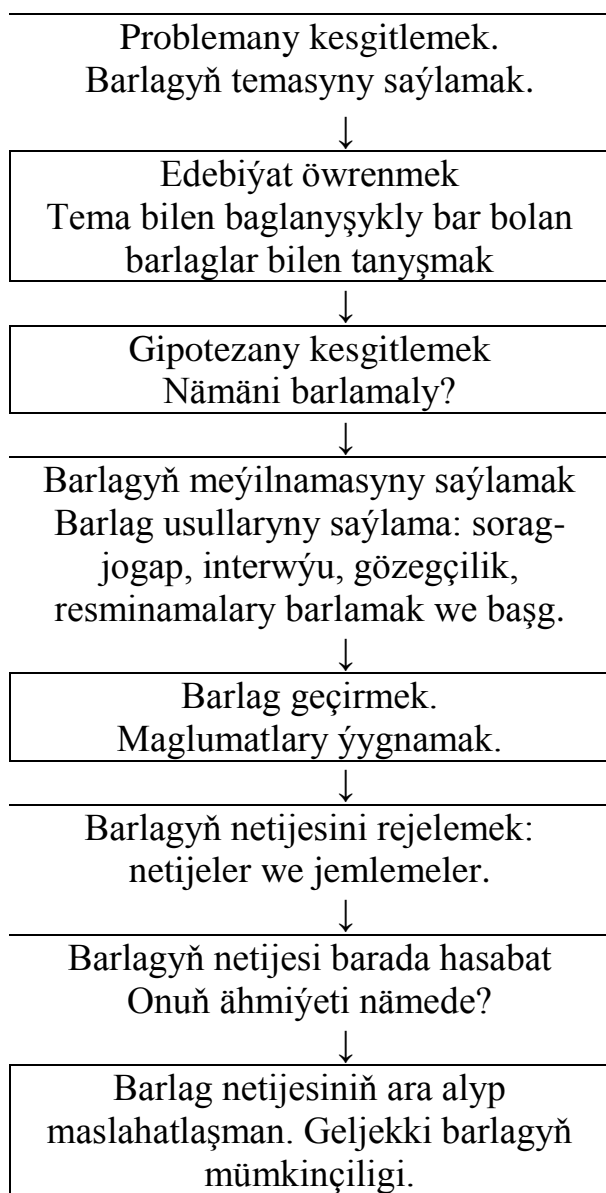 Problemany kesgitlemek.
Barlagyň temasyny saýlamak.
↓
Edebiýat öwrenmek
Tema bilen baglanyşykly bar bolan
barlaglar bilen tanyşmak
↓
Gipotezany kesgitlemek
Nämäni barlamaly?
↓
Barlagyň meýilnamasyny saýlamak
Barlag usullaryny saýlama: sorag-
jogap, interwýu, gözegçilik,
resminamalary barlamak we başg.
↓
Barlag geçirmek.
Maglumatlary ýygnamak.
↓
Barlagyň netijesini rejelemek:
netijeler we jemlemeler.
↓
Barlagyň netijesi barada hasabat
Onuň ähmiýeti nämede?
↓
Barlag netijesiniň ara alyp
maslahatlaşman. Geljekki barlagyň
mümkinçiligi.